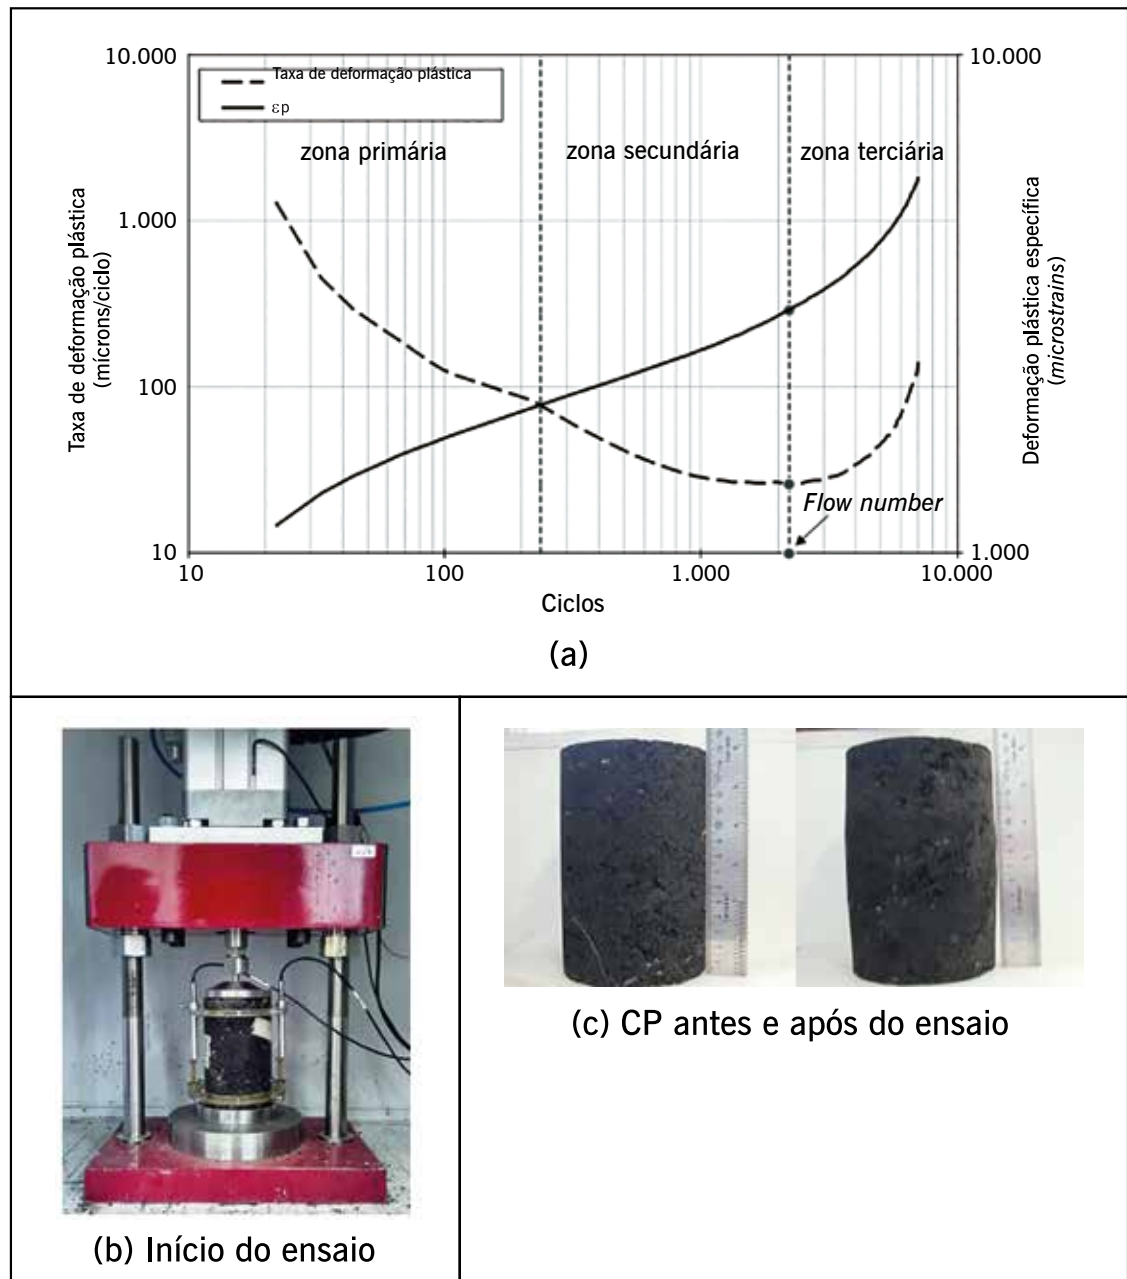 10.000
10.000
Taxa de deformação plástica
εp
zona primária
zona secundária
zona terciária
1.000
Taxa de deformação plástica
(mícrons/ciclo)
Deformação plástica específica
(microstrains)
100
Flow number
10
1.000
10
100
1.000
10.000
Ciclos
(a)
(b) Início do ensaio
(c) CP antes e após do ensaio